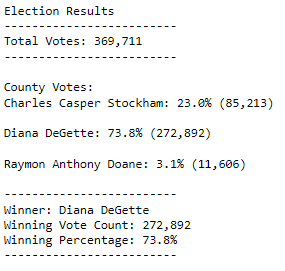 Election Results
-------------------------
Total Votes: 369,711
-------------------------
County Votes:
Charles Casper Stockham: 23.0% (85,213)
Diana DeGette: 73.8% (272,892)
Raymon Anthony Doane: 3.1% (11,606)
-------------------------
Winner: Diana DeGette
Winning Vote Count: 272,892
Winning Percentage: 73.8%
-------------------------